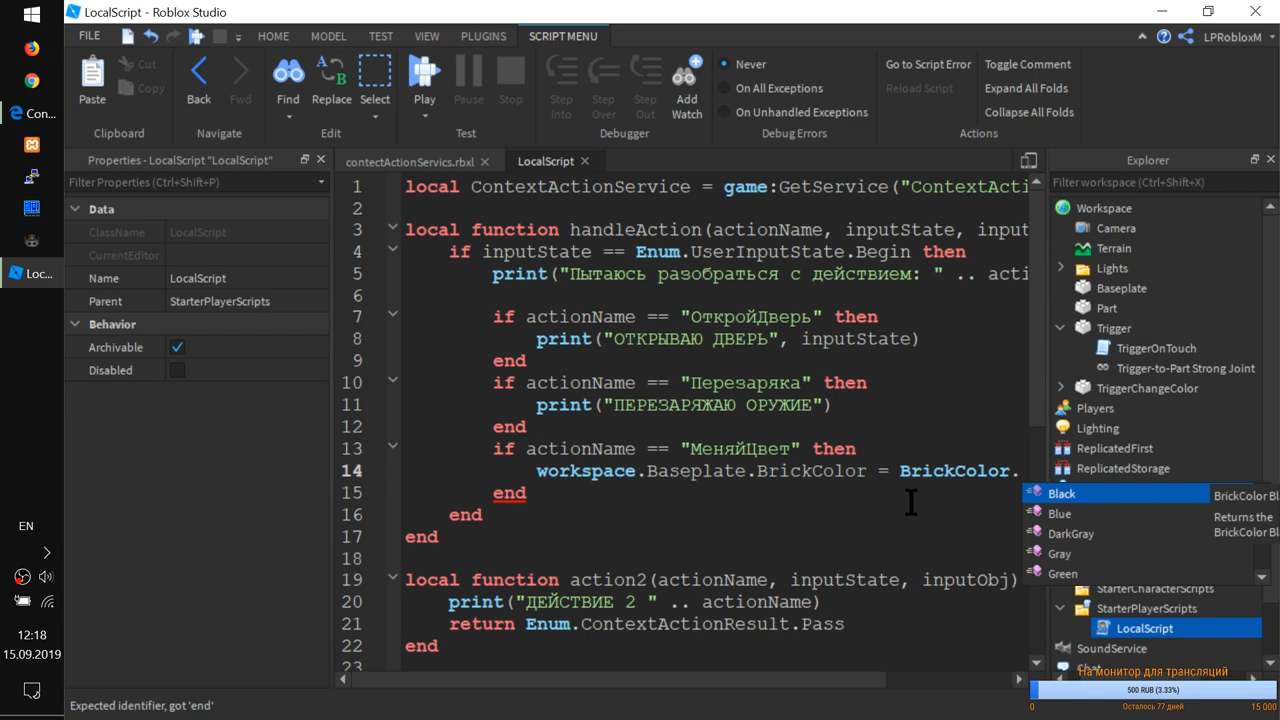 LocalScript - Roblox Studio
FILE
HOME
MODEL
TEST
VIEW
PLUGINS
SCRIPT MENU
LPRobloxM
Paste
Cut
Copy
Clipboard
Back
Fwd
Navigate
Find
Replace
Select
Edit
Play
Pause
Stop
Test
Step Into
Step Over
Step Out
Add Watch
Debugger
Never
On All Exceptions
On Unhandled Exceptions
Debug Errors
Go to Script Error
Reload Script
Toggle Comment
Expand All Folds
Collapse All Folds
Actions
Con...
Loc...
EN
12:18
15.09.2019
Properties - LocalScript "LocalScript"
Filter Properties (Ctrl+Shift+P)
Data
ClassName LocalScript
CurrentEditor
Name LocalScript
Parent StarterPlayerScripts
Behavior
Archivable
Disabled
contectActionServics.rbxl
LocalScript
1 local ContextActionService = game:GetService("ContextActi
2
3 local function handleAction(actionName, inputState, input
4 if inputState == Enum.UserInputState.Begin then
5 print("Пытаюсь разобраться с действием: " .. acti
6
7 if actionName == "ОткройДверь" then
8 print("ОТКРЫВАЮ ДВЕРЬ", inputState)
9 end
10 if actionName == "Перезаряка" then
11 print("ПЕРЕЗАРЯЖАЮ ОРУЖИЕ")
12 end
13 if actionName == "МеняйЦвет" then
14 workspace.Baseplate.BrickColor = BrickColor.
15 end
16 end
17 end
18
19 local function action2(actionName, inputState, inputObj)
20 print("ДЕЙСТВИЕ 2 " .. actionName)
21 return Enum.ContextActionResult.Pass
22 end
23
Black
Blue
DarkGray
Gray
Green
BrickColor Bl
Returns the
BrickColor Bl
Explorer
Filter workspace (Ctrl+Shift+X)
Workspace
Camera
Terrain
Lights
Baseplate
Part
Trigger
TriggerOnTouch
Trigger-to-Part Strong Joint
TriggerChangeColor
Players
Lighting
ReplicatedFirst
ReplicatedStorage
StarterCharacterScripts
StarterPlayerScripts
LocalScript
SoundService
Chat
На монитор для трансляций
500 RUB (3.33%)
0 Осталось 77 дней 15 000
Expected identifier, got 'end'